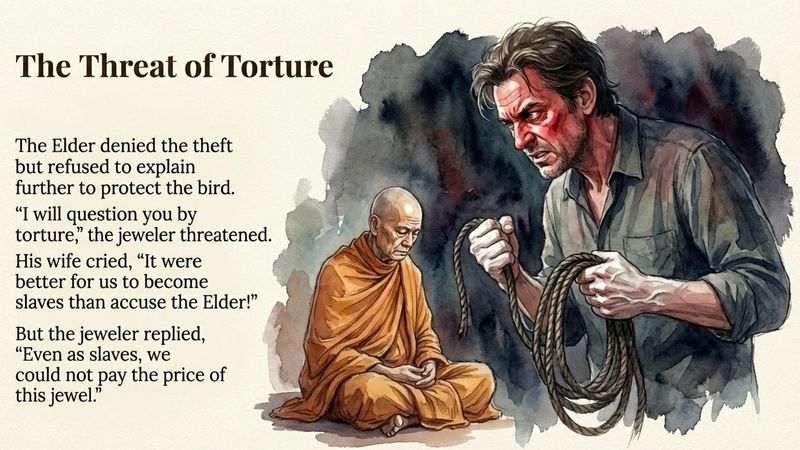 The Threat of Torture
The Elder denied the theft
but refused to explain
further to protect the bird.
“I will question you by
torture,” the jeweler threatened.
His wife cried, “It were
better for us to become
slaves than accuse the Elder!”
But the jeweler replied,
“Even as slaves, we
could not pay the price of
this jewel.”